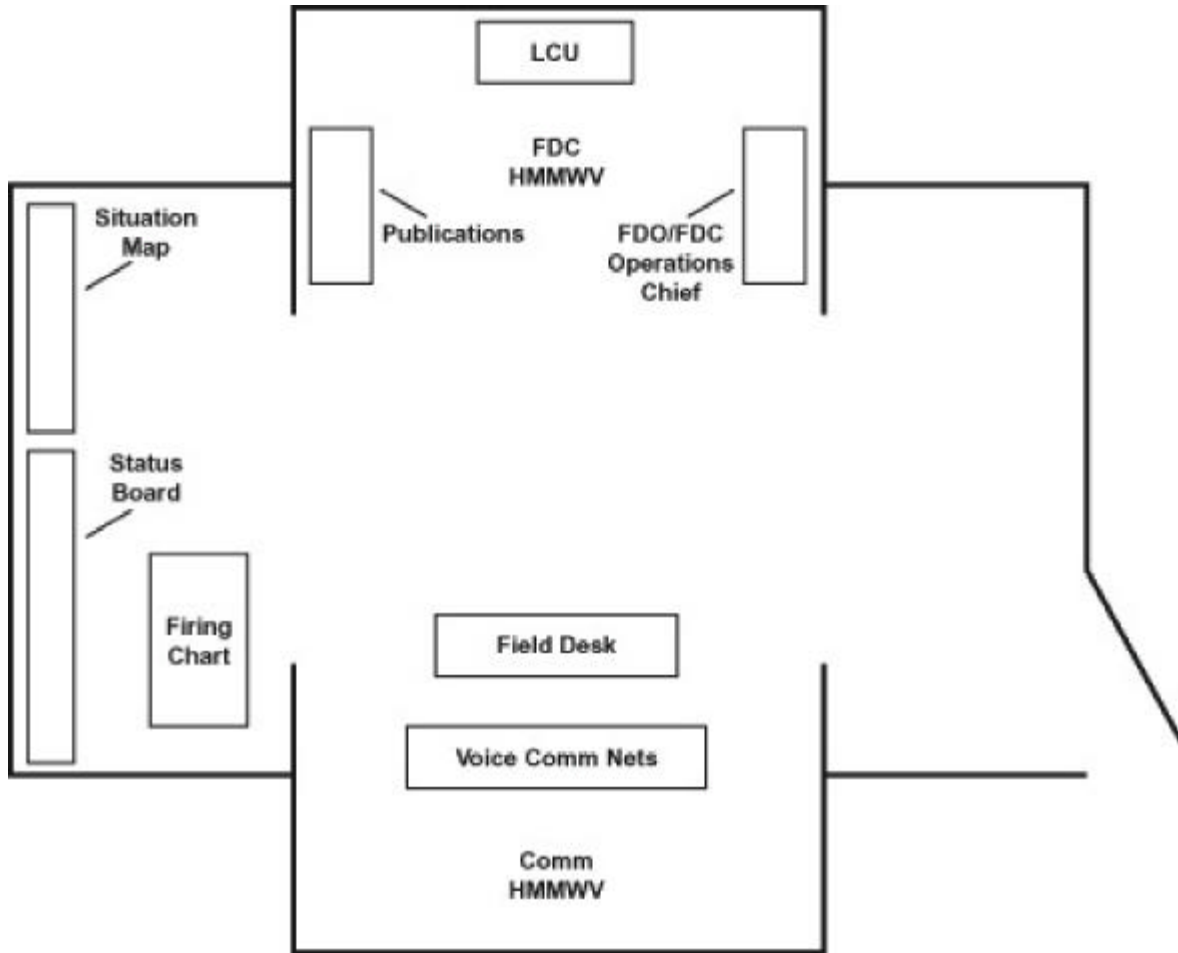 LCU
FDC
HMMWV
Situation
Map
Publications
FDO/FDC
Operations
Chief
Status
Board
Firing
Chart
Field Desk
Voice Comm Nets
Comm
HMMWV